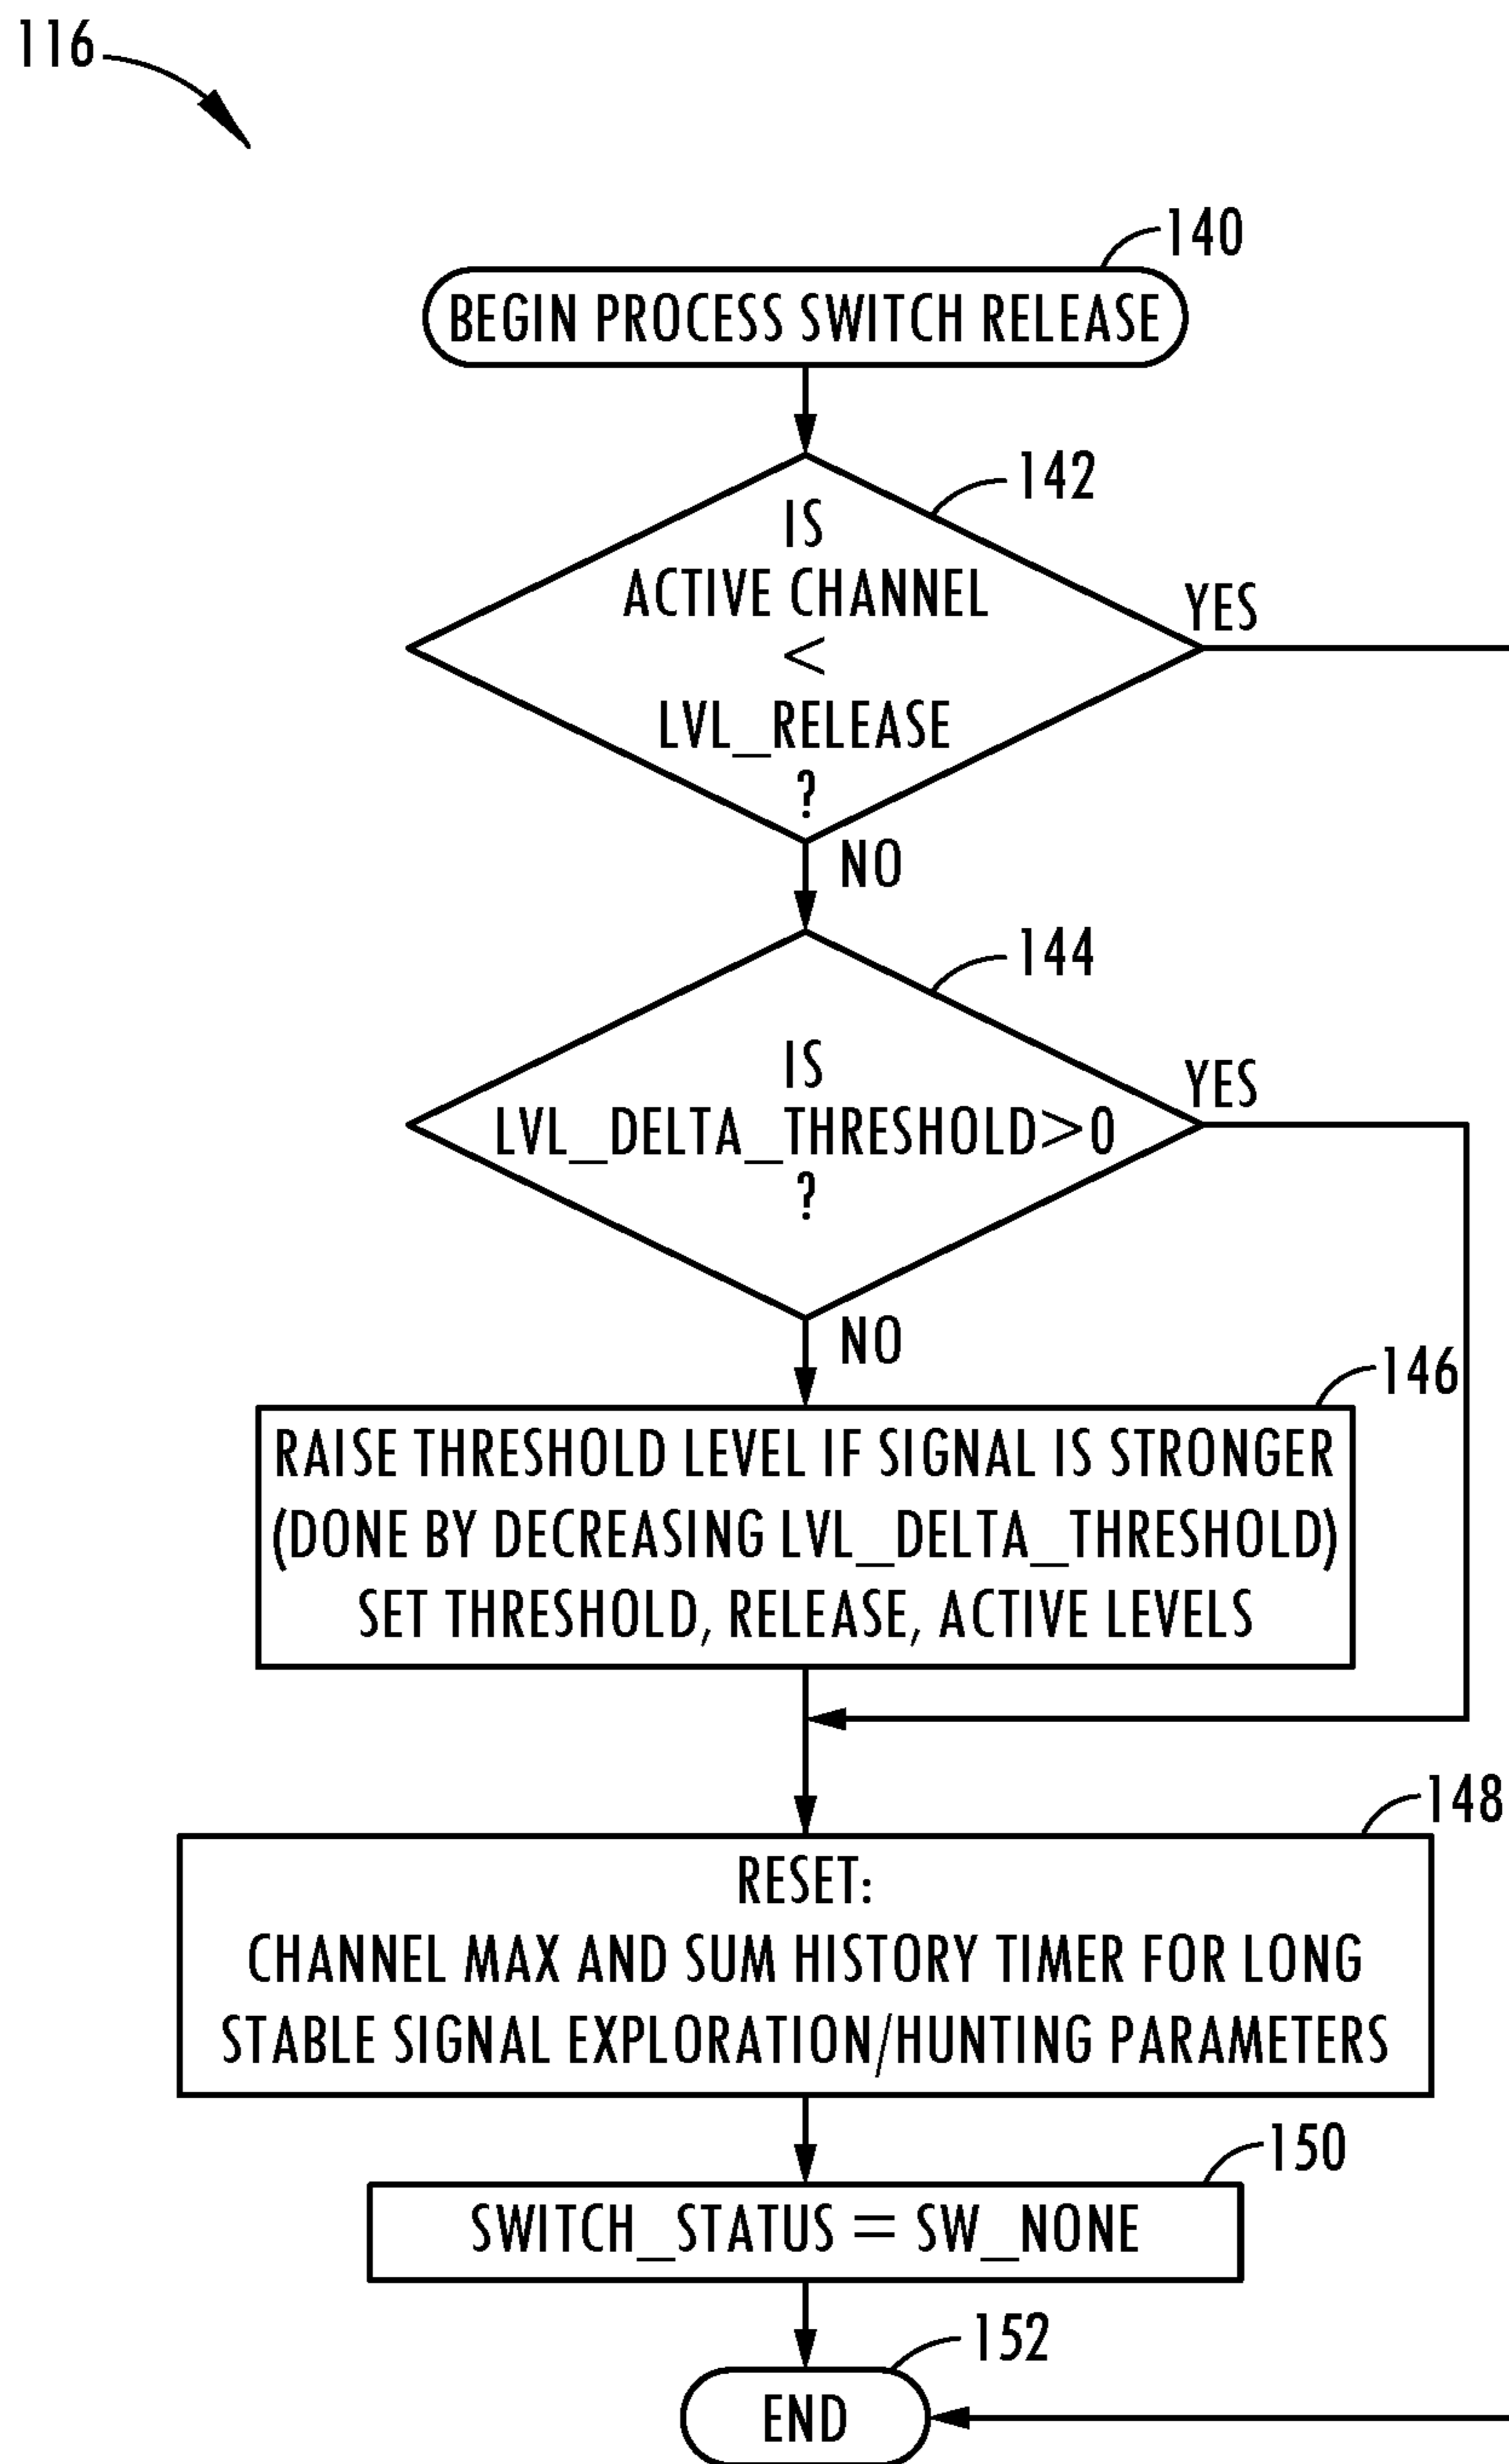 116
140
BEGIN PROCESS SWITCH RELEASE
142
IS
ACTIVE CHANNEL
<
LVL_RELEASE
?
YES
NO
144
IS
LVL_DELTA_THRESHOLD>0
?
YES
NO
146
RAISE THRESHOLD LEVEL IF SIGNAL IS STRONGER
(DONE BY DECREASING LVL_DELTA_THRESHOLD)
SET THRESHOLD, RELEASE, ACTIVE LEVELS
148
RESET:
CHANNEL MAX AND SUM HISTORY TIMER FOR LONG
STABLE SIGNAL EXPLORATION/HUNTING PARAMETERS
150
SWITCH_STATUS = SW_NONE
152
END